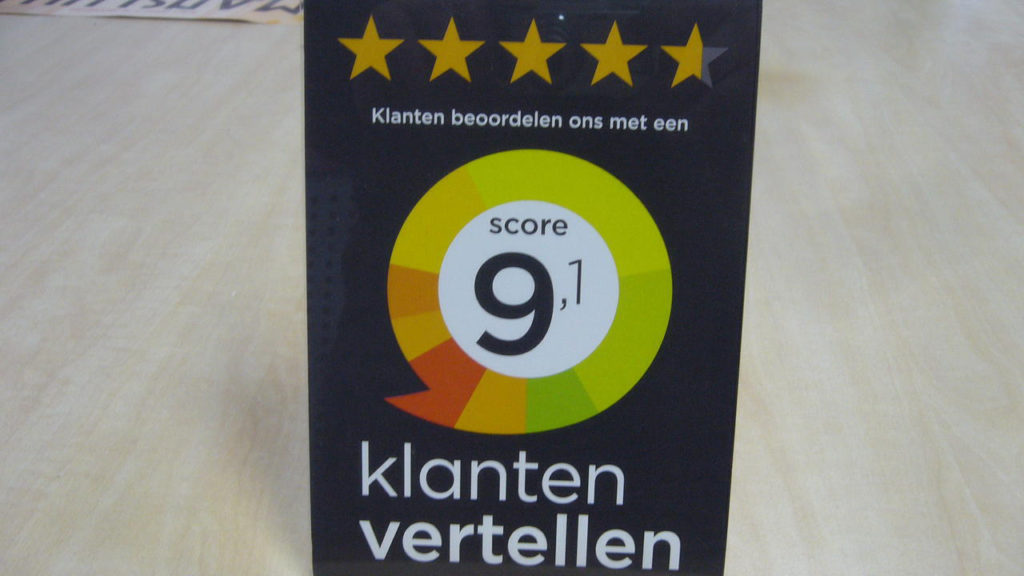 Klanten beoordelen ons met een
score
9,1
klanten
vertellen